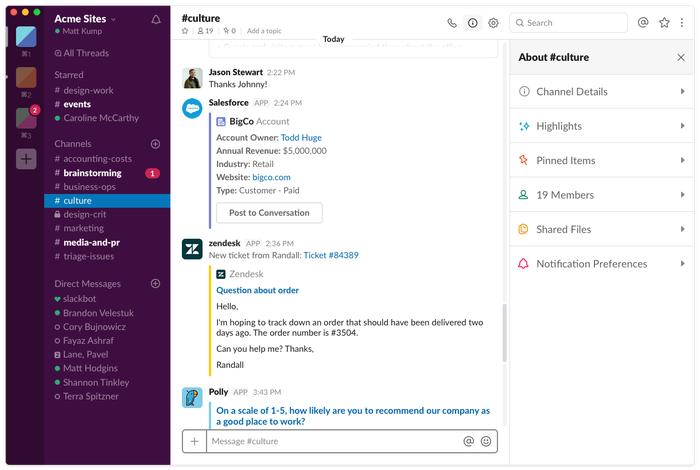 ⌘1
⌘2
2
⌘3
Acme Sites
Matt Kump
All Threads
Starred
# design-work
# events
Caroline McCarthy
Channels
# accounting-costs
# brainstorming 1
# business-ops
# culture
design-crit
# marketing
# media-and-pr
# triage-issues
Direct Messages
slackbot
Brandon Velestuk
Cory Bujnowicz
Fayaz Ashraf
2 Lane, Pavel
Matt Hodgins
Shannon Tinkley
Terra Spitzner
#culture
19 0 Add a topic
Search
Today
Jason Stewart 2:22 PM
Thanks Johnny!
Salesforce APP 2:24 PM
BigCo Account
Account Owner: Todd Huge
Annual Revenue: $5,000,000
Industry: Retail
Website: bigco.com
Type: Customer - Paid
Post to Conversation
zendesk APP 2:36 PM
New ticket from Randall: Ticket #84389
Zendesk
Question about order
Hello,
I'm hoping to track down an order that should have been delivered two
days ago. The order number is #3504.
Can you help me? Thanks,
Randall
Polly APP 3:43 PM
On a scale of 1-5, how likely are you to recommend our company as
a good place to work?
Message #culture
About #culture
Channel Details
Highlights
Pinned Items
19 Members
Shared Files
Notification Preferences